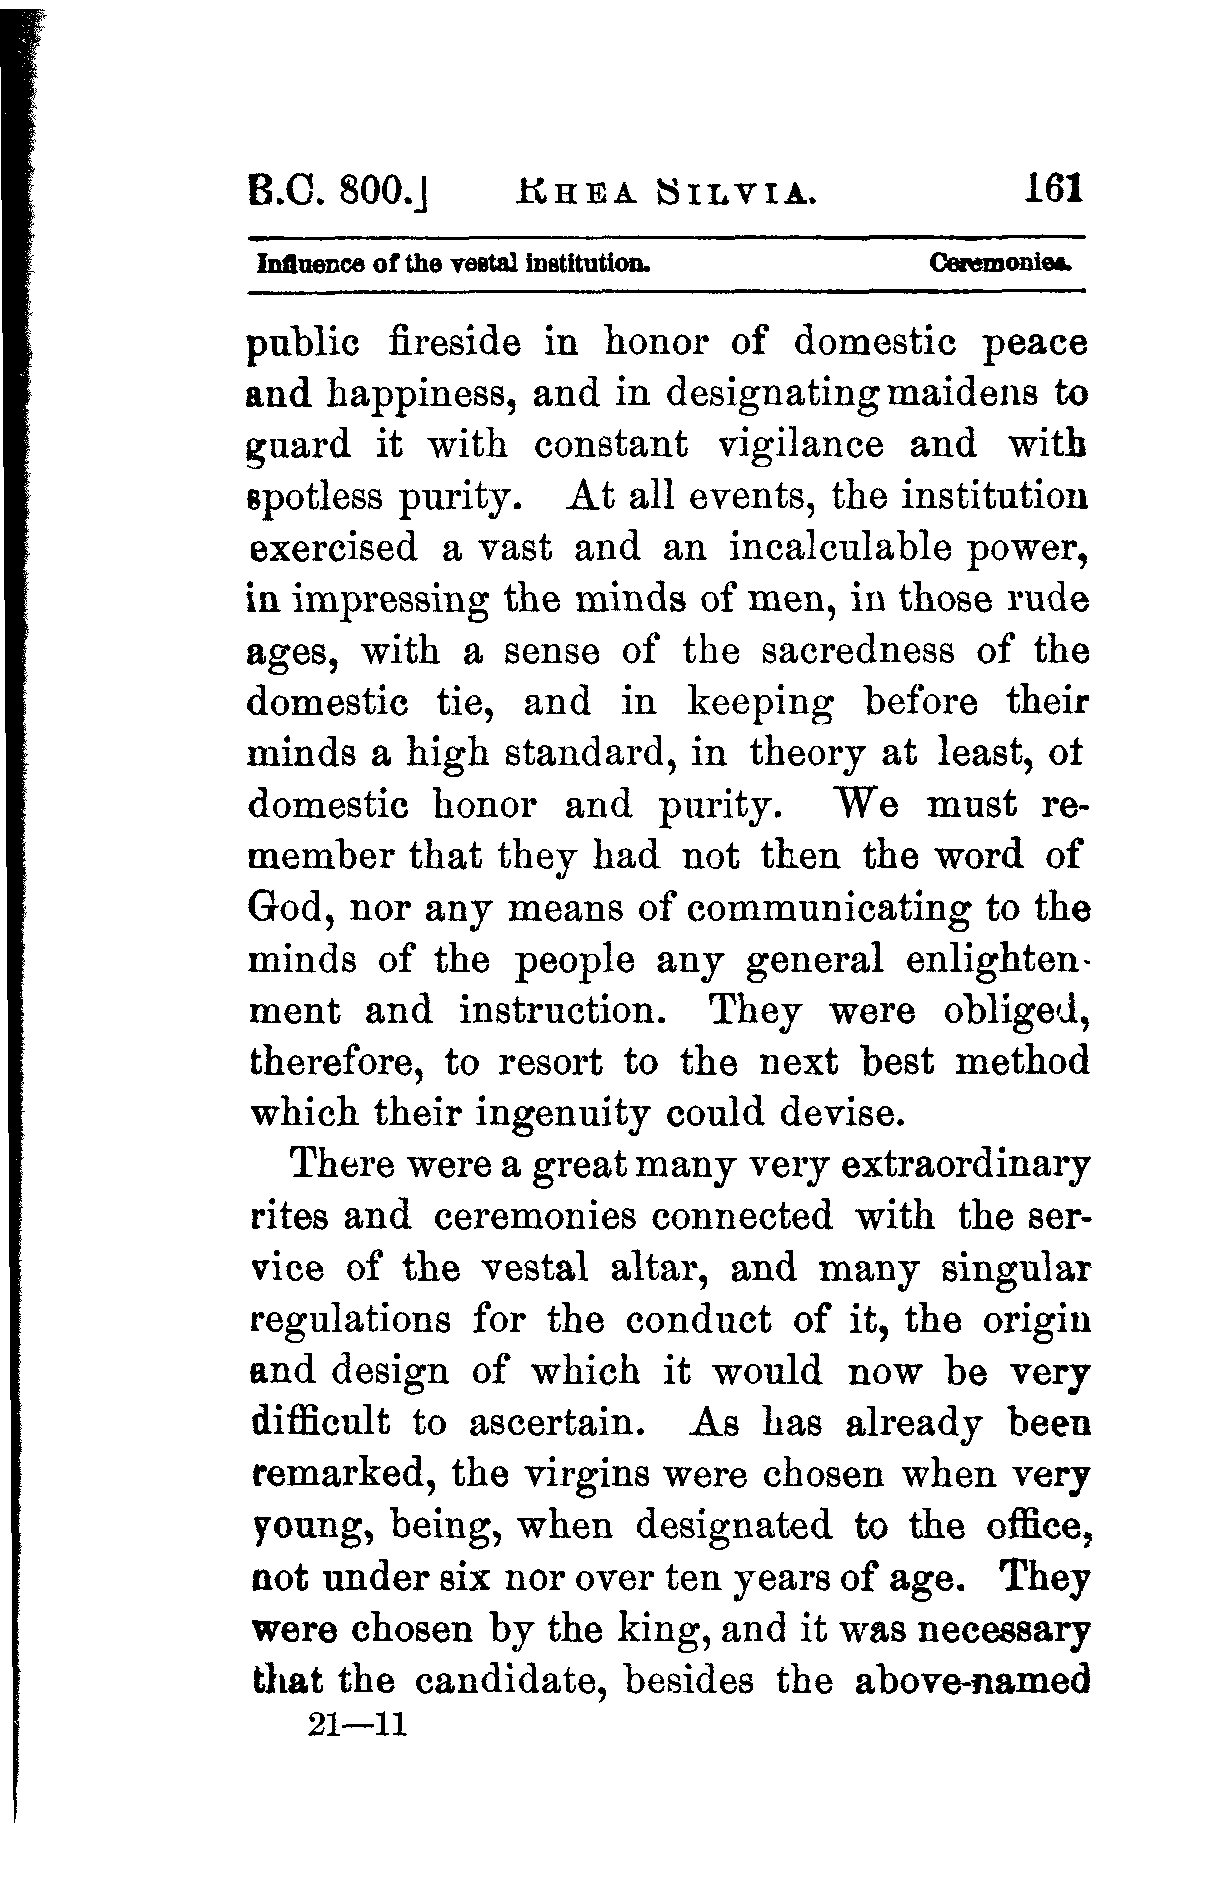 B.C. 800.] RHEA SILVIA. 161
Influence of the vestal institution. Ceremonies.
public fireside in honor of domestic peace
and happiness, and in designating maidens to
guard it with constant vigilance and with
spotless purity. At all events, the institution
exercised a vast and an incalculable power,
in impressing the minds of men, in those rude
ages, with a sense of the sacredness of the
domestic tie, and in keeping before their
minds a high standard, in theory at least, of
domestic honor and purity. We must re-
member that they had not then the word of
God, nor any means of communicating to the
minds of the people any general enlighten-
ment and instruction. They were obliged,
therefore, to resort to the next best method
which their ingenuity could devise.
There were a great many very extraordinary
rites and ceremonies connected with the ser-
vice of the vestal altar, and many singular
regulations for the conduct of it, the origin
and design of which it would now be very
difficult to ascertain. As has already been
remarked, the virgins were chosen when very
young, being, when designated to the office,
not under six nor over ten years of age. They
were chosen by the king, and it was necessary
that the candidate, besides the above-named
21—11